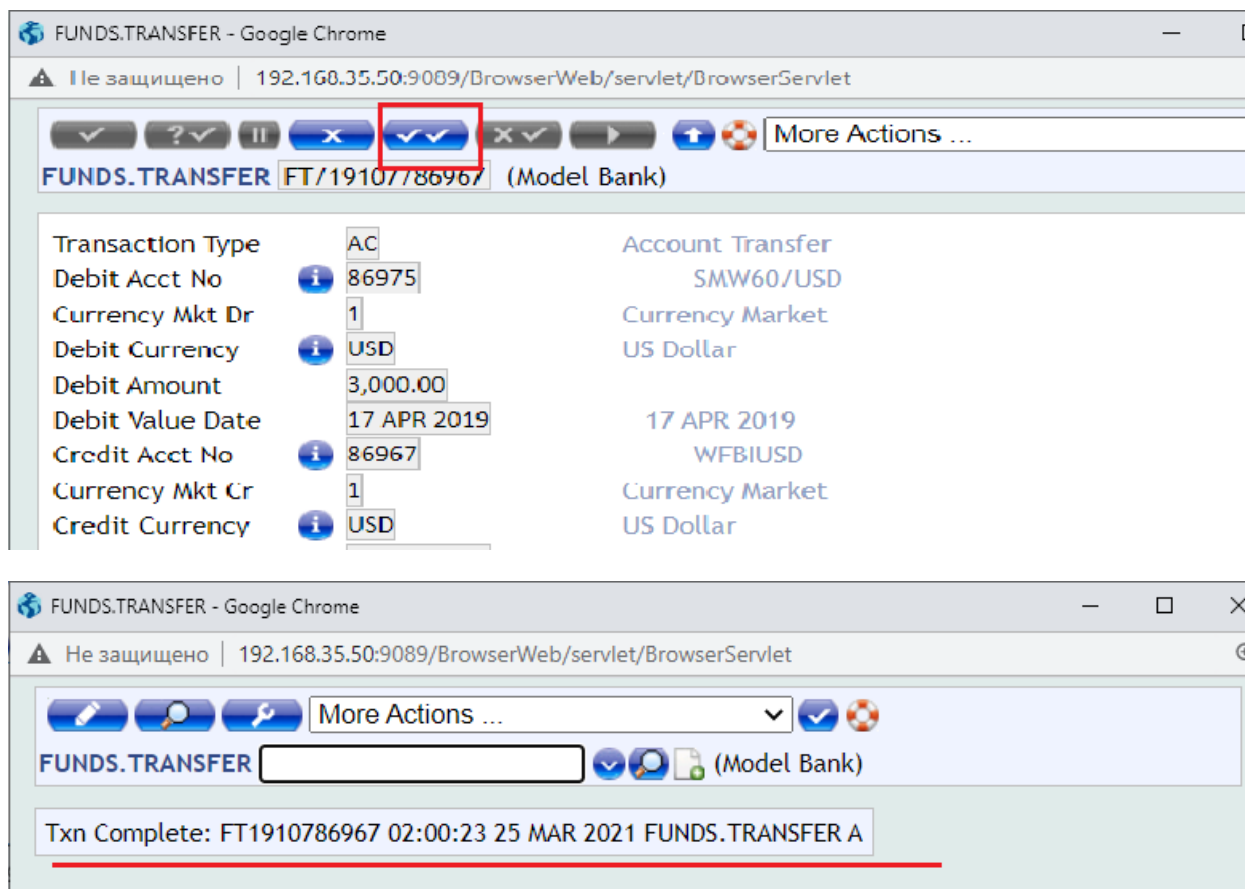 FUNDS.TRANSFER - Google Chrome
Не защищено 192.168.35.50:9089/BrowserWeb/servlet/BrowserServlet
More Actions ...
FUNDS.TRANSFER FT/19107/86967 (Model Bank)
Transaction Type AC Account Transfer
Debit Acct No 86975 SMW60/USD
Currency Mkt Dr 1 Currency Market
Debit Currency USD US Dollar
Debit Amount 3,000.00
Debit Value Date 17 APR 2019 17 APR 2019
Credit Acct No 86967 WFBIUSD
Currency Mkt Cr 1 Currency Market
Credit Currency USD US Dollar
FUNDS.TRANSFER - Google Chrome
Не защищено 192.168.35.50:9089/BrowserWeb/servlet/BrowserServlet
More Actions ...
FUNDS.TRANSFER (Model Bank)
Txn Complete: FT1910786967 02:00:23 25 MAR 2021 FUNDS.TRANSFER A